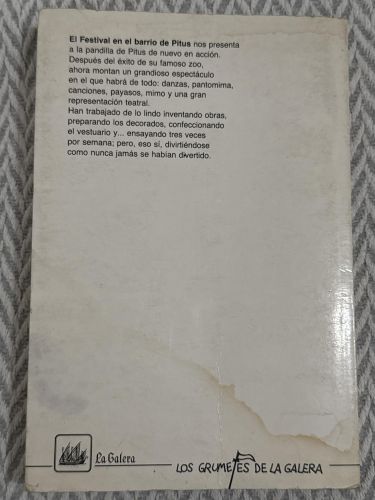 El Festival en el barrio de Pitus nos presenta
a la pandilla de Pitus de nuevo en acción.
Después del éxito de su famoso zoo,
ahora montan un grandioso espectáculo
en el que habrá de todo: danzas, pantomima,
canciones, payasos, mimo y una gran
representación teatral.
Han trabajado de lo lindo inventando obras,
preparando los decorados, confeccionando
el vestuario y... ensayando tres veces
por semana; pero, eso sí, divirtiéndose
como nunca jamás se habían divertido.
La Galera
LOS GRUMETES DE LA GALERA